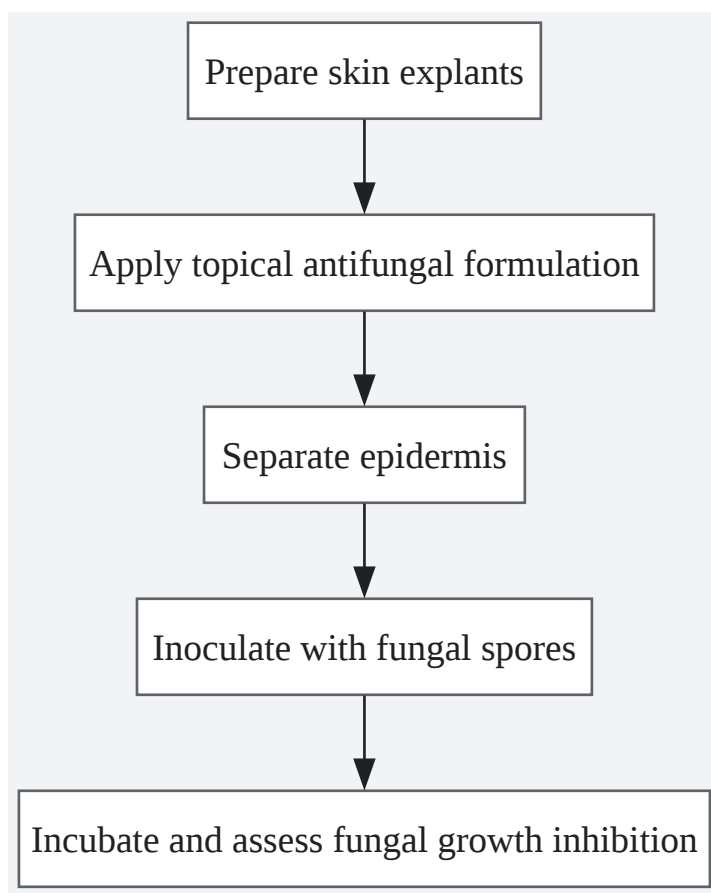 Prepare skin explants
Apply topical antifungal formulation
Separate epidermis
Inoculate with fungal spores
Incubate and assess fungal growth inhibition